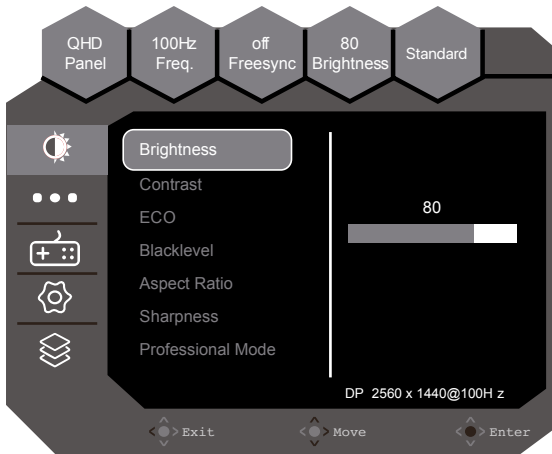 QHD
Panel
100Hz
Freq.
off
Freesync
80
Brightness
Standard
Brightness
Contrast
ECO
Blacklevel
Aspect Ratio
Sharpness
Professional Mode
80
DP 2560 x 1440@100H z
Exit
Move
Enter